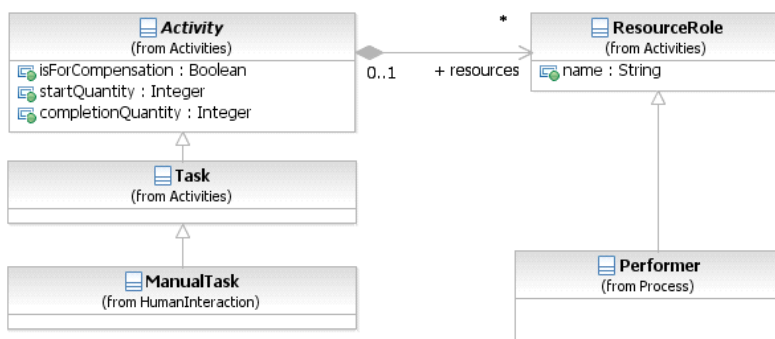 Activity
(from Activities)
isForCompensation : Boolean
startQuantity : Integer
completionQuantity : Integer
0..1
*
+ resources
ResourceRole
(from Activities)
name : String
Task
(from Activities)
ManualTask
(from HumanInteraction)
Performer
(from Process)